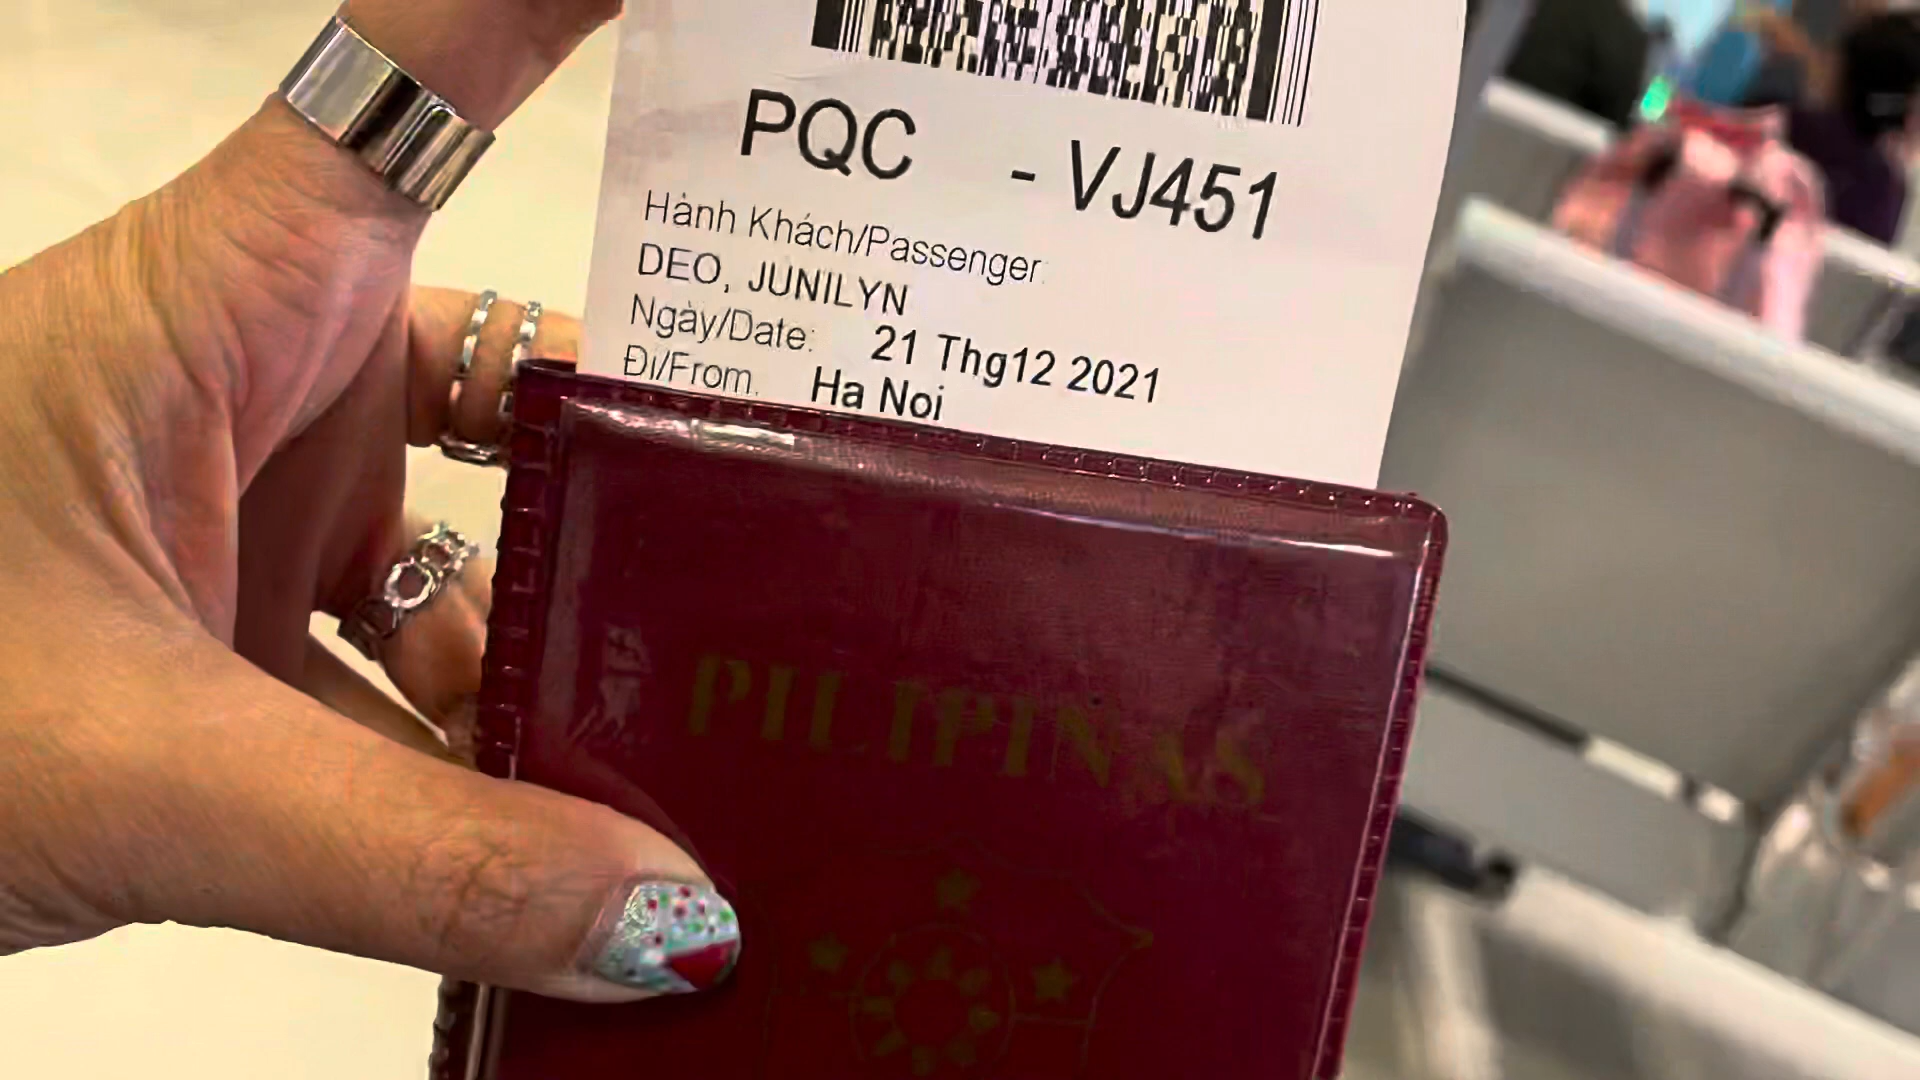 PQC - VJ451
Hành Khách/Passenger:
DEO, JUNILYN
Ngày/Date: 21 Thg12 2021
Đi/From: Ha Noi
PILIPINAS